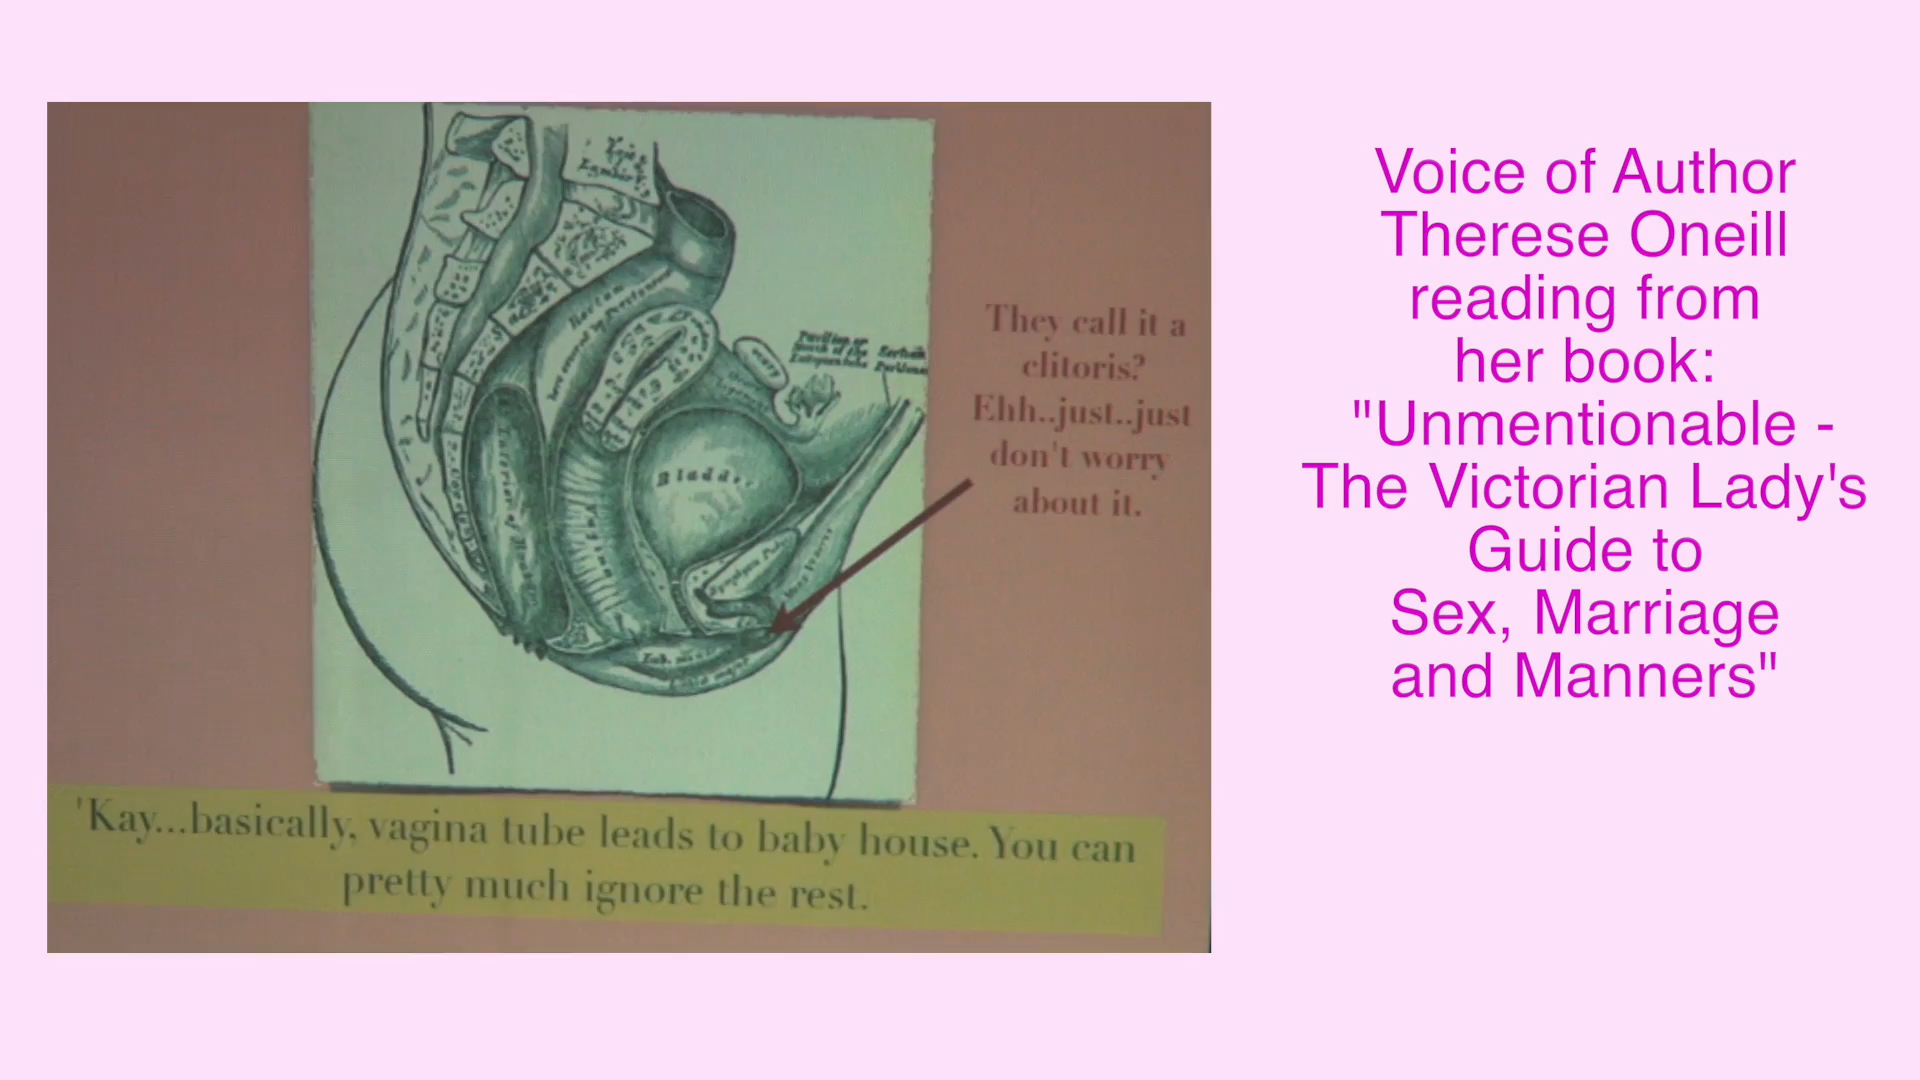 Voice of Author
Therese Oneill
reading from
her book:
"Unmentionable -
The Victorian Lady's
Guide to
Sex, Marriage
and Manners"
They call it a
clitoris?
Ehh..just..just
don't worry
about it.
Rectum
Bladder
'Kay...basically, vagina tube leads to baby house. You can
pretty much ignore the rest.